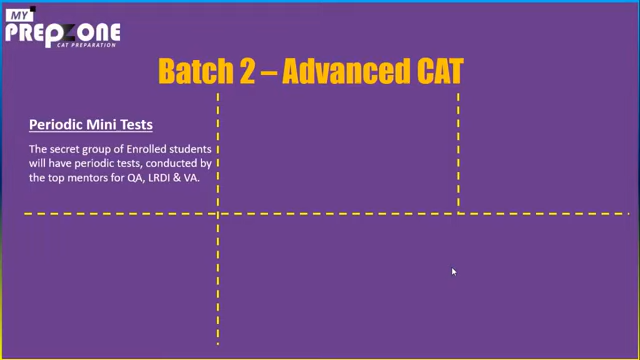 MY
PREPZONE
CAT PREPARATION
Batch 2 – Advanced CAT
Periodic Mini Tests
The secret group of Enrolled students
will have periodic tests, conducted by
the top mentors for QA, LRDI & VA.